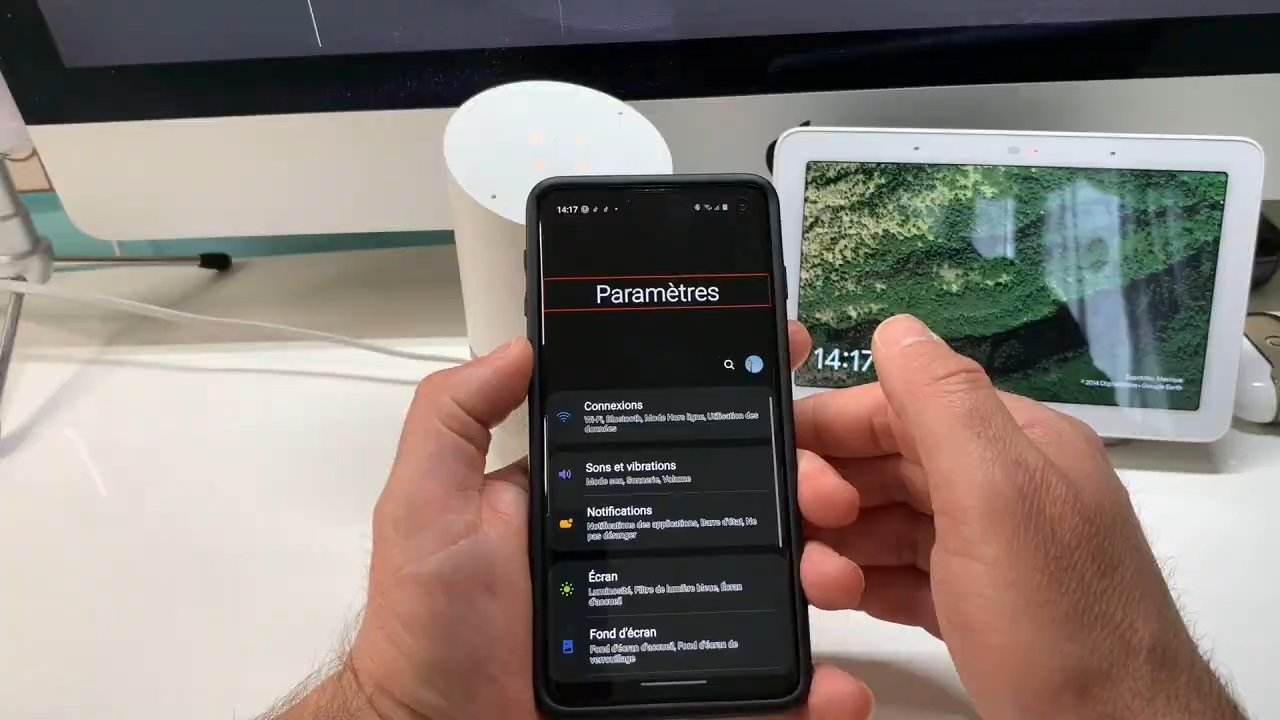 14:17
Paramètres
Connexions
Wi-Fi, Bluetooth, Mode Hors ligne, Utilisation des
données
Sons et vibrations
Mode son, Sonnerie, Volume
Notifications
Notifications des applications, Barre d'état, Ne
pas déranger
Écran
Luminosité, Filtre de lumière bleue, Écran
d'accueil
Fond d'écran
Fond d'écran d'accueil, Fond d'écran de
verrouillage
14:17
Google Earth